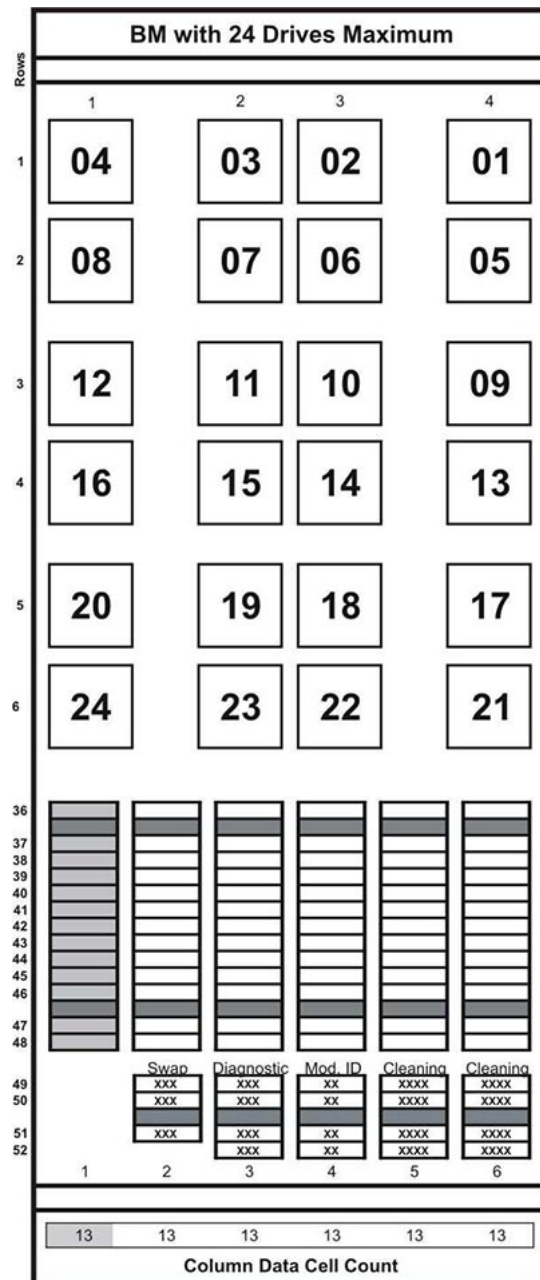 BM with 24 Drives Maximum
Rows
1 2 3 4
1 04 03 02 01
2 08 07 06 05
3 12 11 10 09
4 16 15 14 13
5 20 19 18 17
6 24 23 22 21
36
37
38
39
40
41
42
43
44
45
46
47
48
Swap Diagnostic Mod. ID Cleaning Cleaning
49 xxx xxx xx xxxx xxxx
50 xxx xxx xx xxxx xxxx
51 xxx xxx xx xxxx xxxx
52 xxx xx xxxx xxxx
1 2 3 4 5 6
13 13 13 13 13 13
Column Data Cell Count